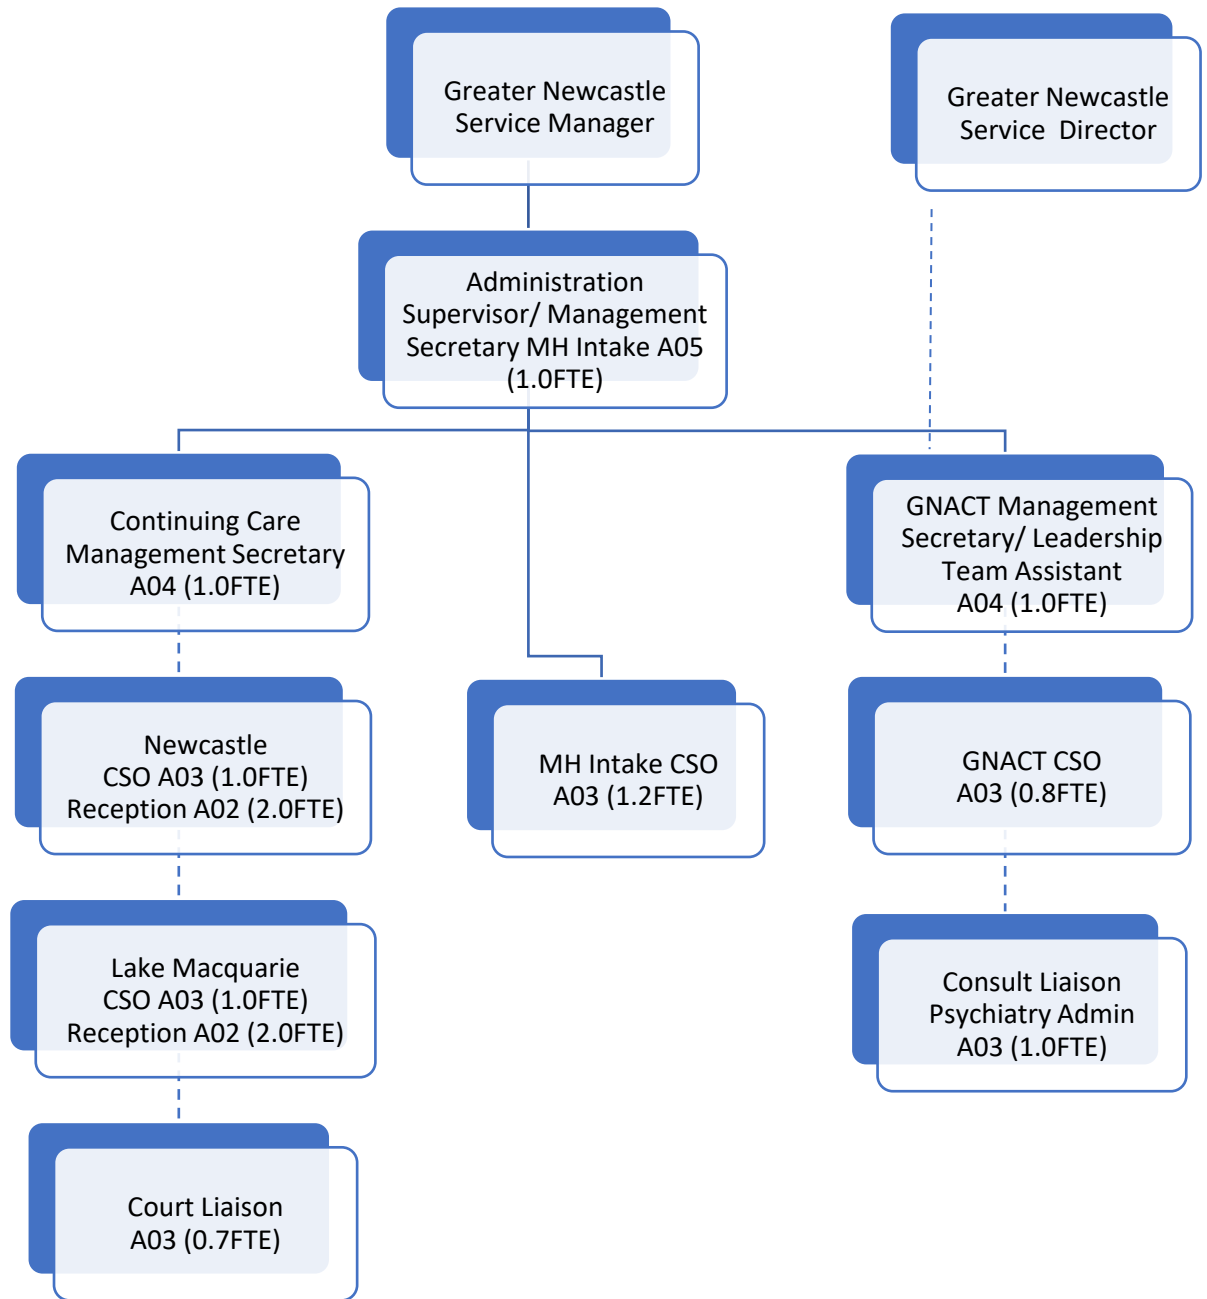 Greater Newcastle
Service Manager
Greater Newcastle
Service  Director
Administration
Supervisor/ Management
Secretary MH Intake A05
(1.0FTE)
Continuing Care
Management Secretary
A04 (1.0FTE)
GNACT Management
Secretary/ Leadership
Team Assistant
A04 (1.0FTE)
Newcastle
CSO A03 (1.0FTE)
Reception A02 (2.0FTE)
MH Intake CSO
A03 (1.2FTE)
GNACT CSO
A03 (0.8FTE)
Lake Macquarie
CSO A03 (1.0FTE)
Reception A02 (2.0FTE)
Consult Liaison
Psychiatry Admin
A03 (1.0FTE)
Court Liaison
A03 (0.7FTE)